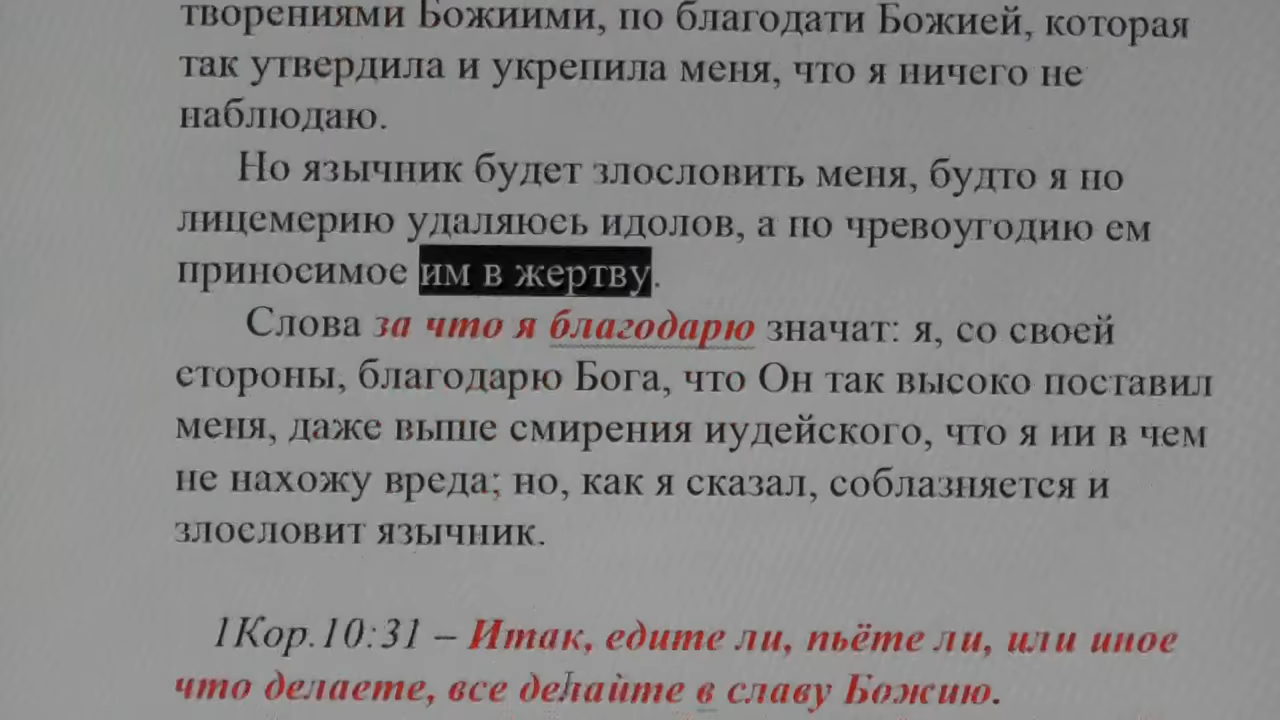 творениями Божиими, по благодати Божией, которая
так утвердила и укрепила меня, что я ничего не
наблюдаю.
Но язычник будет злословить меня, будто я по
лицемерию удаляюсь идолов, а по чревоугодию ем
приносимое им в жертву.
Слова за что я благодарю значат: я, со своей
стороны, благодарю Бога, что Он так высоко поставил
меня, даже выше смирения иудейского, что я ни в чем
не нахожу вреда; но, как я сказал, соблазняется и
злословит язычник.
1Кор.10:31 – Итак, едите ли, пьёте ли, или иное
что делаете, все делайте в славу Божию.